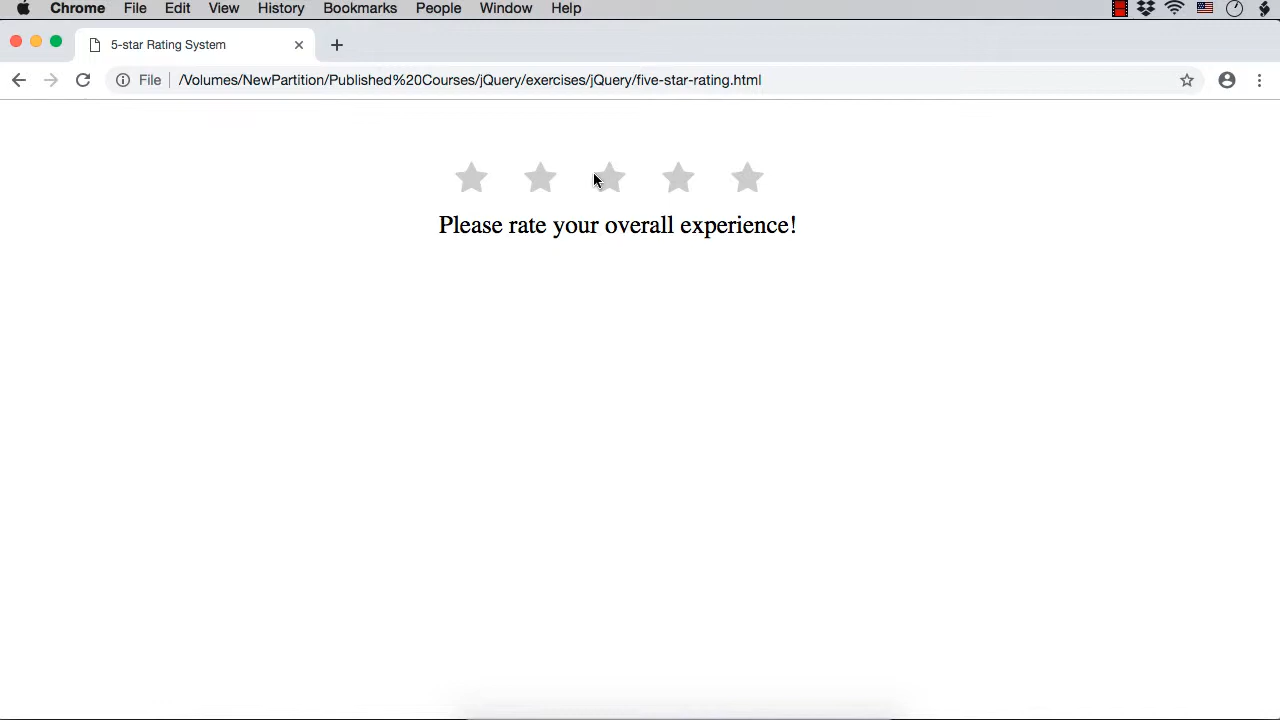 Chrome File Edit View History Bookmarks People Window Help
5-star Rating System
File /Volumes/NewPartition/Published%20Courses/jQuery/exercises/jQuery/five-star-rating.html
Please rate your overall experience!